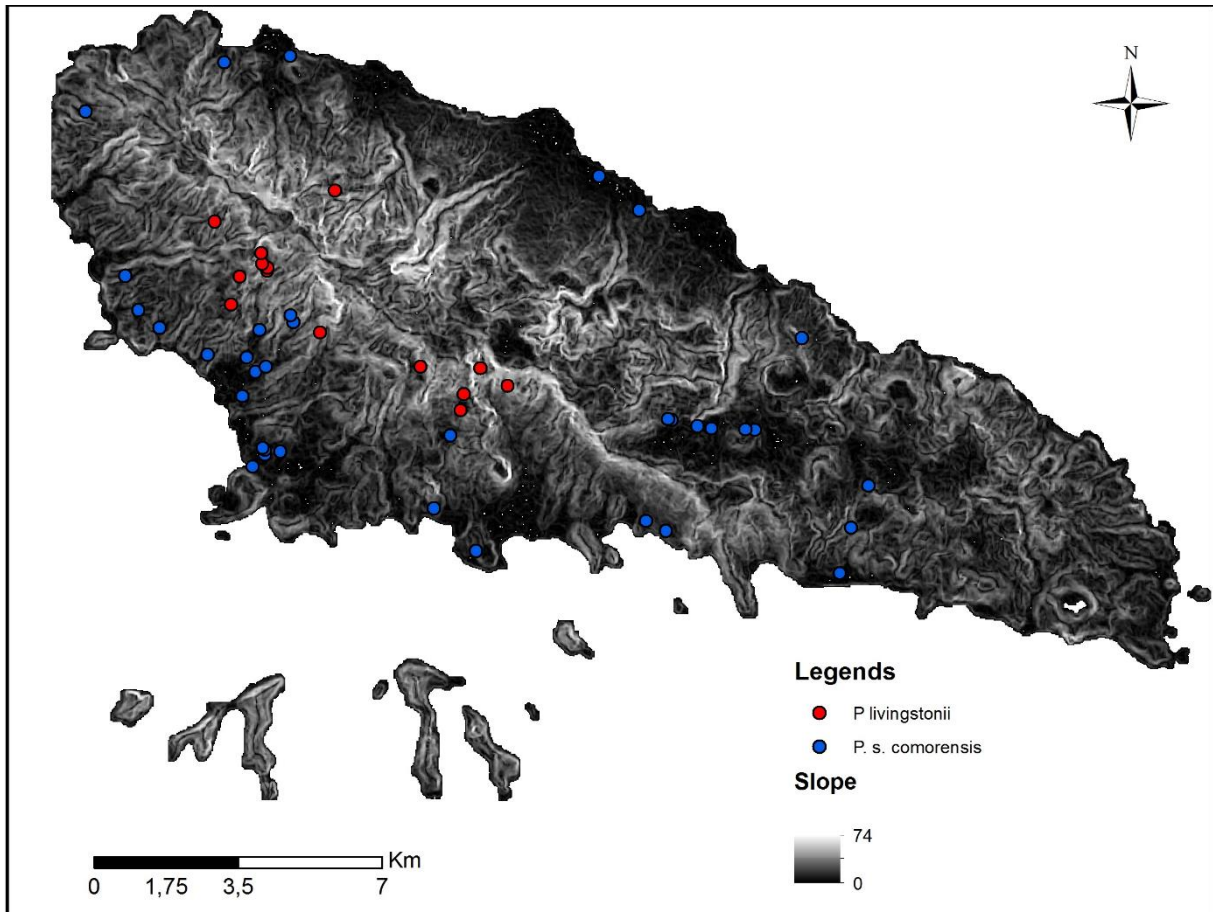 N
Legends
P livingstonii
P. s. comorensis
Slope
74
0
Km
0 1,75 3,5 7